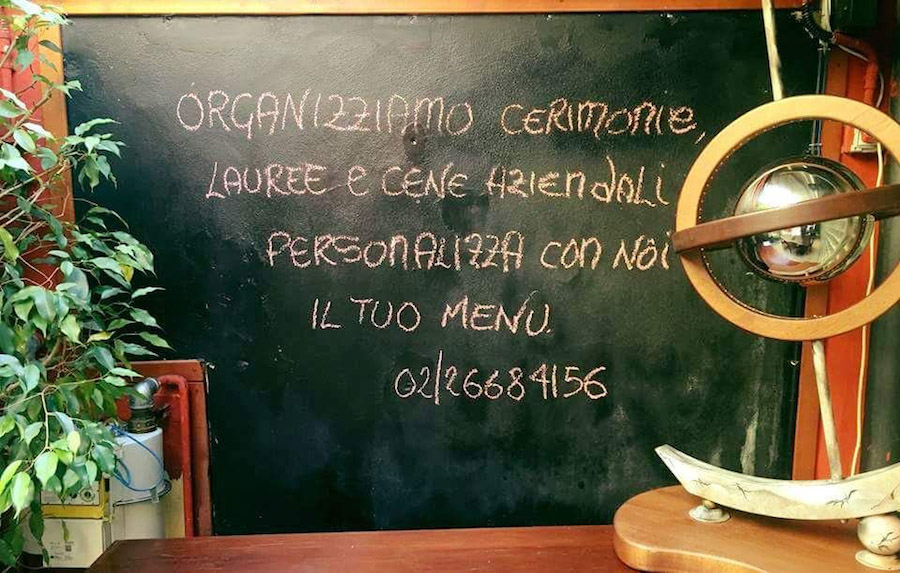 ORGANIZZIAMO CERIMONIE,
LAUREE E CENE AZIENDALI
PERSONALIZZA CON NOI
IL TUO MENU.
02/26684156